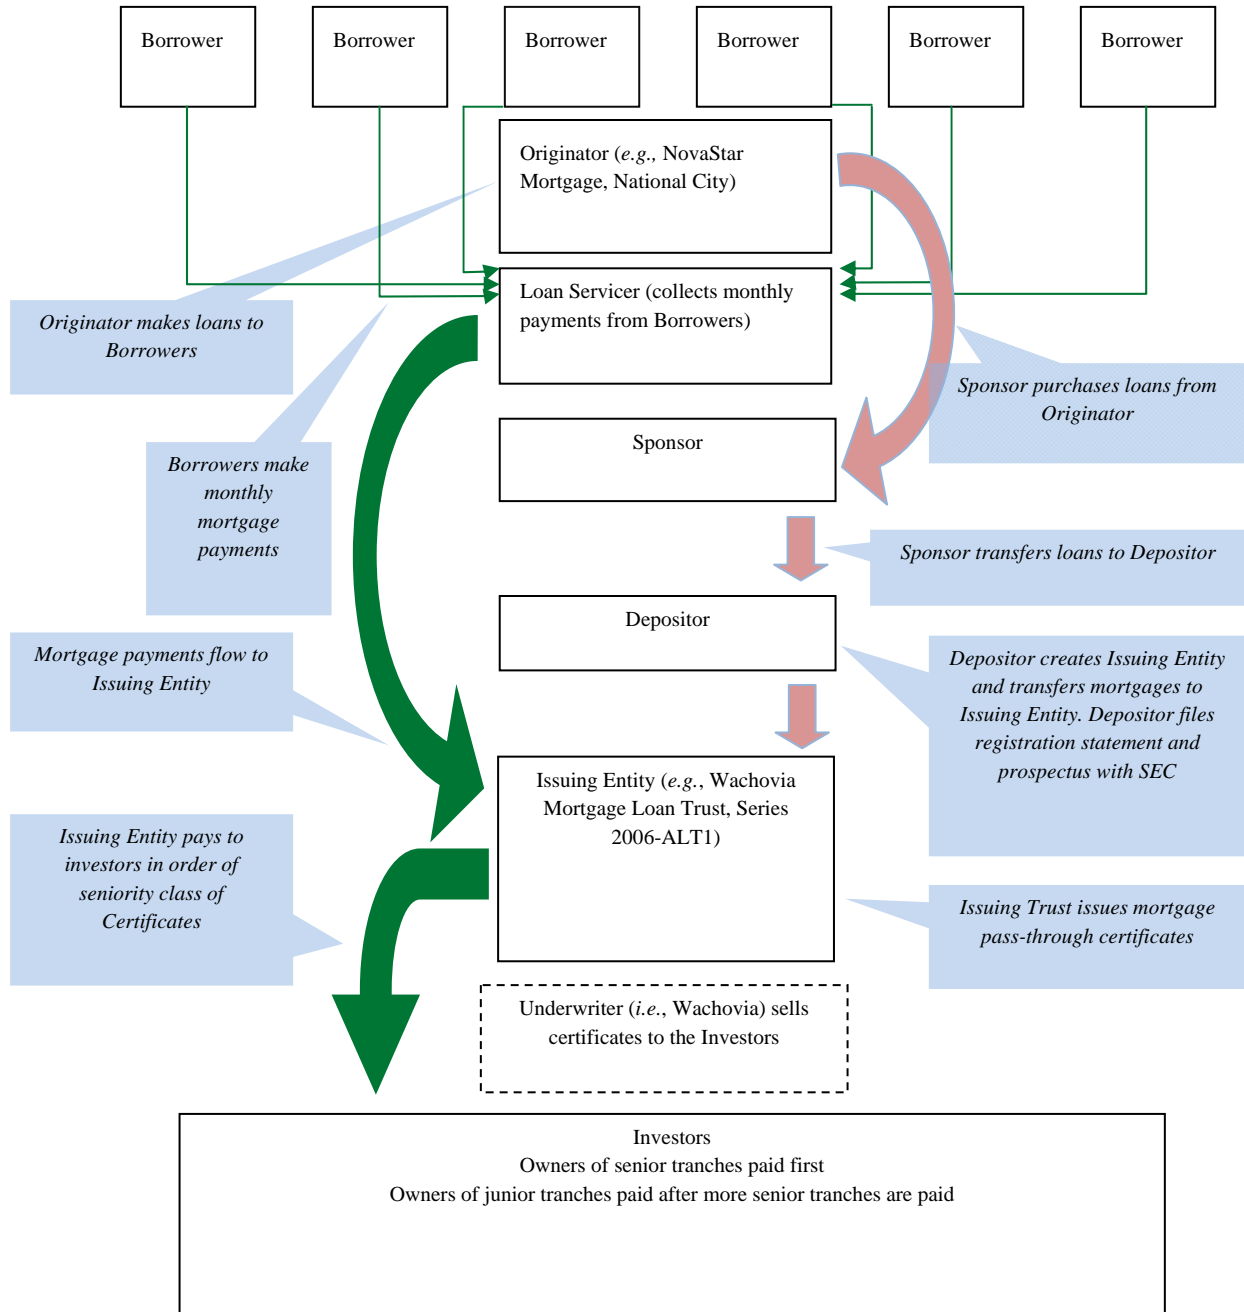 Borrower
Borrower
Borrower
Borrower
Borrower
Borrower
Originator (e.g., NovaStar
Mortgage, National City)
Loan Servicer (collects monthly
payments from Borrowers)
Originator makes loans to
Borrowers
Sponsor purchases loans from
Originator
Sponsor
Borrowers make
monthly
mortgage
payments
Sponsor transfers loans to Depositor
Depositor
Mortgage payments flow to
Issuing Entity
Depositor creates Issuing Entity
and transfers mortgages to
Issuing Entity. Depositor files
registration statement and
prospectus with SEC
Issuing Entity (e.g., Wachovia
Mortgage Loan Trust, Series
2006-ALT1)
Issuing Entity pays to
investors in order of
seniority class of
Certificates
Issuing Trust issues mortgage
pass-through certificates
Underwriter (i.e., Wachovia) sells
certificates to the Investors
Investors
Owners of senior tranches paid first
Owners of junior tranches paid after more senior tranches are paid